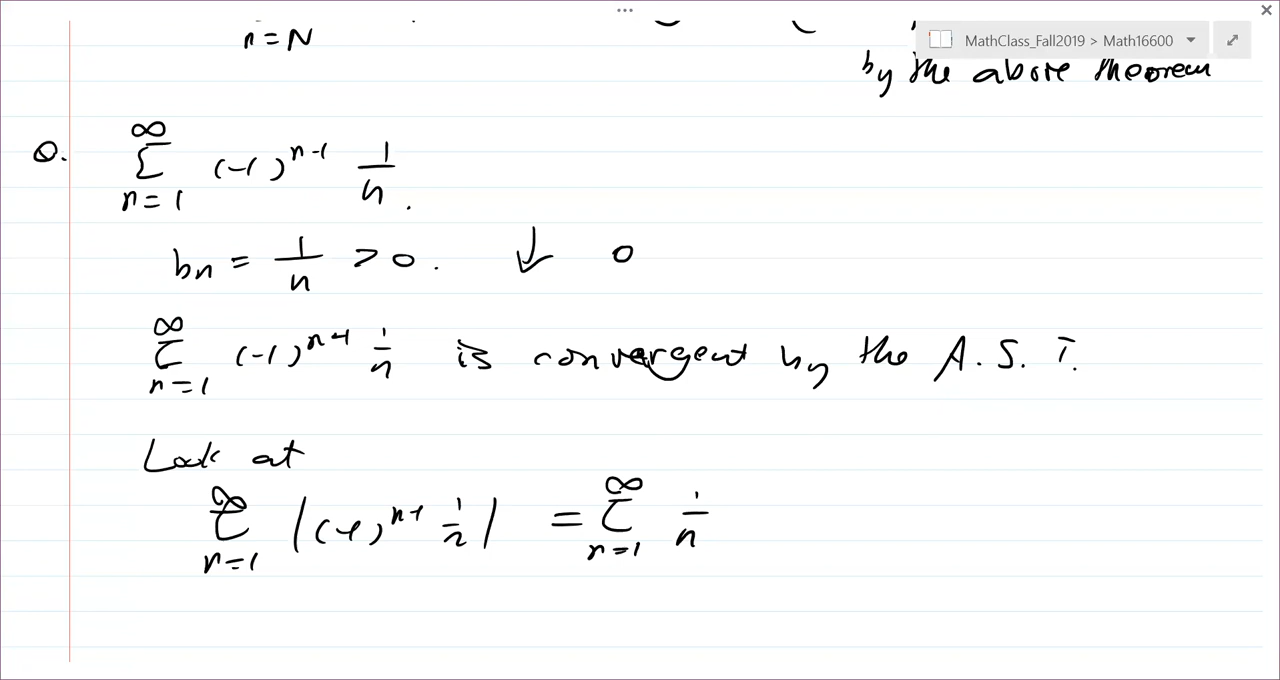 n = N
MathClass_Fall2019 > Math16600
by the above theorem
Q. ∞ Σ n=1 (-1)^{n-1} 1/n .
bn = 1/n > 0. ↓ 0
∞ Σ n=1 (-1)^{n-1} 1/n is convergent by the A.S.T.
Look at
∞ Σ n=1 |(-1)^{n-1} 1/n| = ∞ Σ n=1 1/n